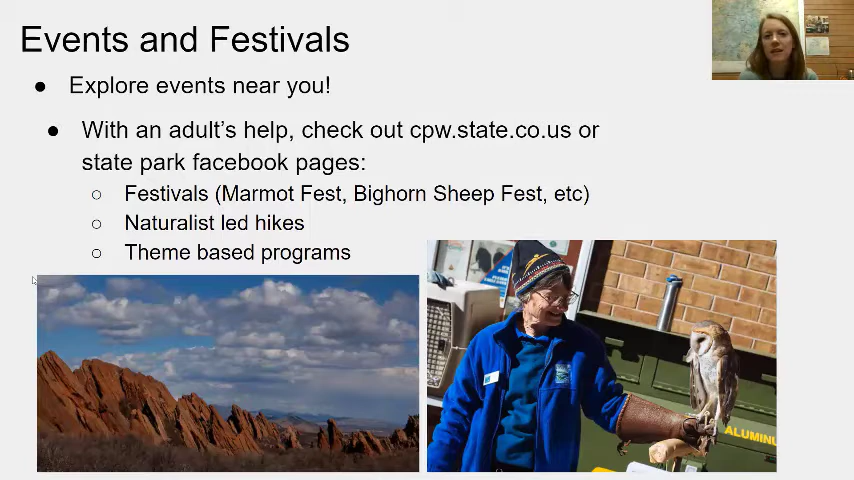 Events and Festivals
● Explore events near you!
● With an adult's help, check out cpw.state.co.us or
state park facebook pages:
○ Festivals (Marmot Fest, Bighorn Sheep Fest, etc)
○ Naturalist led hikes
○ Theme based programs
ALUMINU